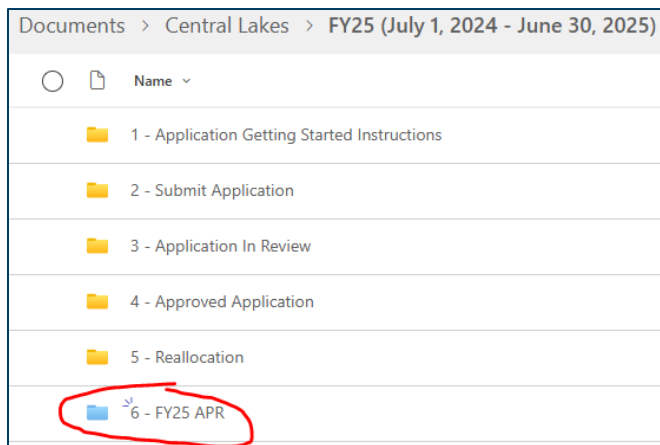 Documents > Central Lakes > FY25 (July 1, 2024 - June 30, 2025)
Name
1 - Application Getting Started Instructions
2 - Submit Application
3 - Application In Review
4 - Approved Application
5 - Reallocation
6 - FY25 APR